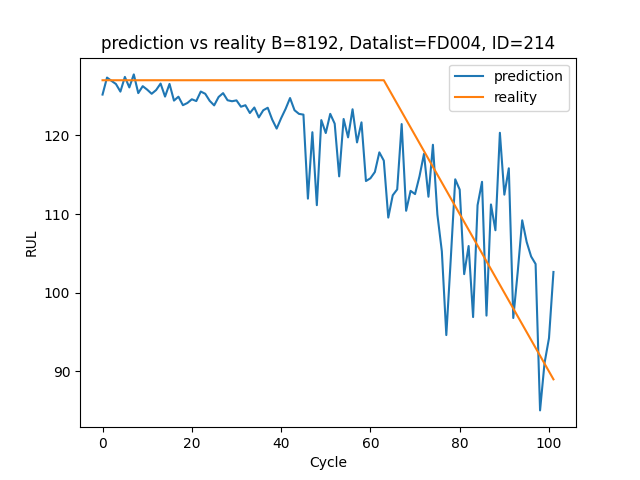 prediction vs reality B=8192, Datalist=FD004, ID=214
prediction
reality
120
110
100
90
RUL
0 20 40 60 80 100
Cycle